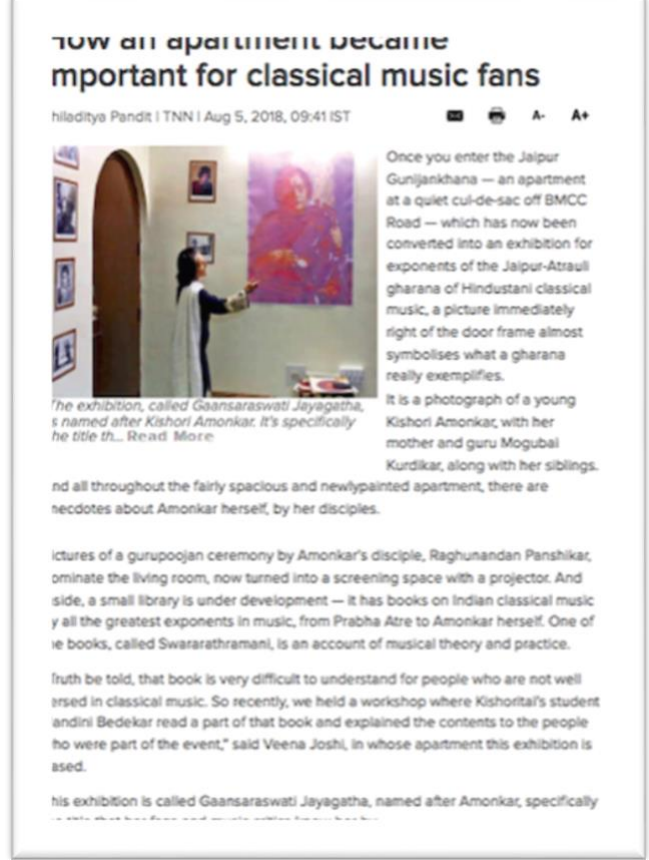 mportant for classical music fans
hiladitya Pandit | TNN | Aug 5, 2018, 09:41 IST
A- A+
Once you enter the Jaipur
Gunijankhana — an apartment
at a quiet cul-de-sac off BMCC
Road — which has now been
converted into an exhibition for
exponents of the Jaipur-Atrauli
gharana of Hindustani classical
music, a picture immediately
right of the door frame almost
symbolises what a gharana
really exemplifies.
It is a photograph of a young
Kishori Amonkar, with her
mother and guru Mogubai
Kurdikar, along with her siblings.
The exhibition, called Gaansaraswati Jayagatha,
s named after Kishori Amonkar. It's specifically
he title th... Read More
nd all throughout the fairly spacious and newlypainted apartment, there are
necdotes about Amonkar herself, by her disciples.
ictures of a gurupoojan ceremony by Amonkar's disciple, Raghunandan Panshikar,
ominate the living room, now turned into a screening space with a projector. And
side, a small library is under development — it has books on Indian classical music
y all the greatest exponents in music, from Prabha Atre to Amonkar herself. One of
e books, called Swararathramani, is an account of musical theory and practice.
Truth be told, that book is very difficult to understand for people who are not well
ersed in classical music. So recently, we held a workshop where Kishoritai's student
andini Bedekar read a part of that book and explained the contents to the people
ho were part of the event," said Veena Joshi, in whose apartment this exhibition is
ased.
his exhibition is called Gaansaraswati Jayagatha, named after Amonkar, specifically